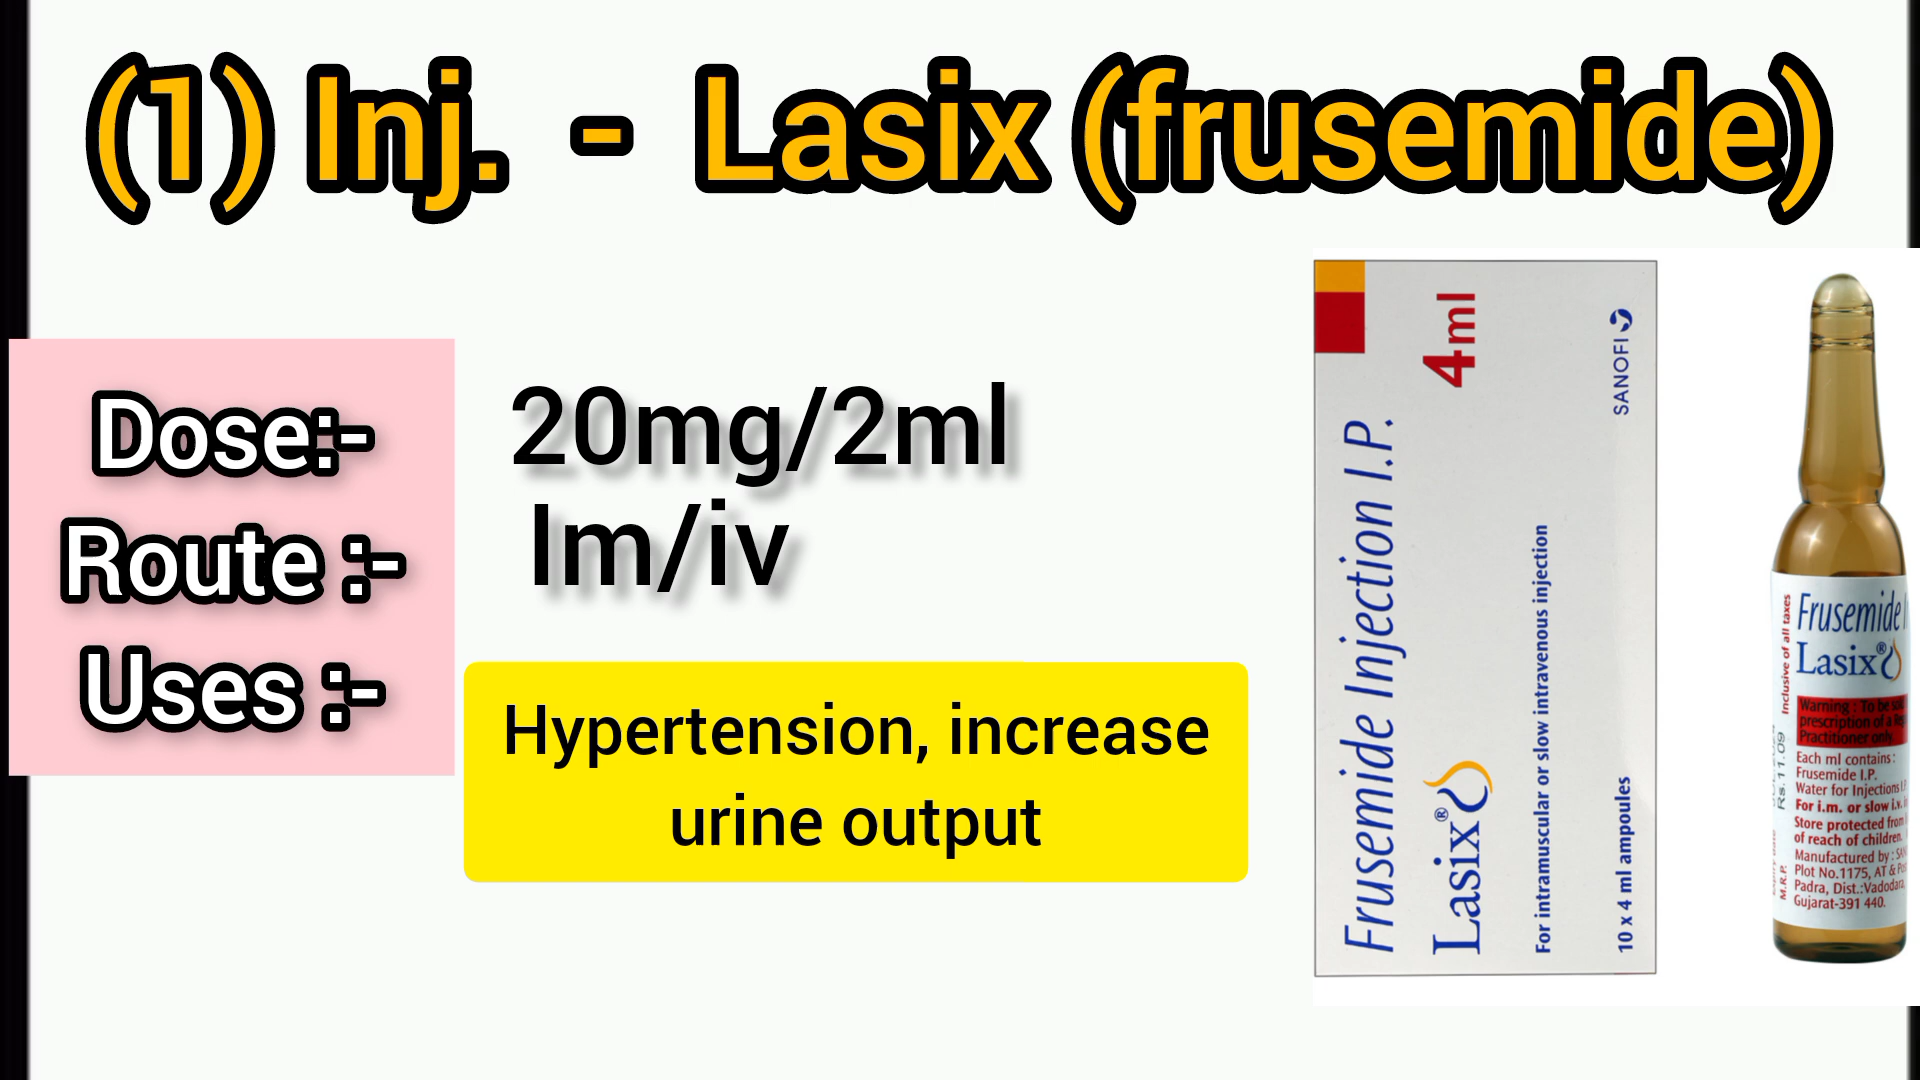 (1) Inj. - Lasix (frusemide)
Dose:-
20mg/2ml
Route :-
Im/iv
Uses :-
Hypertension, increase
urine output
Frusemide Injection I.P.
4ml
Lasix®
For intramuscular or slow intravenous injection
10 x 4 ml ampoules
SANOFI
Inclusive of all taxes
Rs.11.09
M.R.P.
Frusemide
Lasix®
Warning : To be
prescription of a
Practitioner only.
Each ml contains :
Frusemide I.P.
Water for Injections
For i.m. or slow i.v.
Store protected from
of reach of children.
Manufactured by :
Plot No.1175, AT &
Padra, Dist.:Vadodara,
Gujarat-391 440.